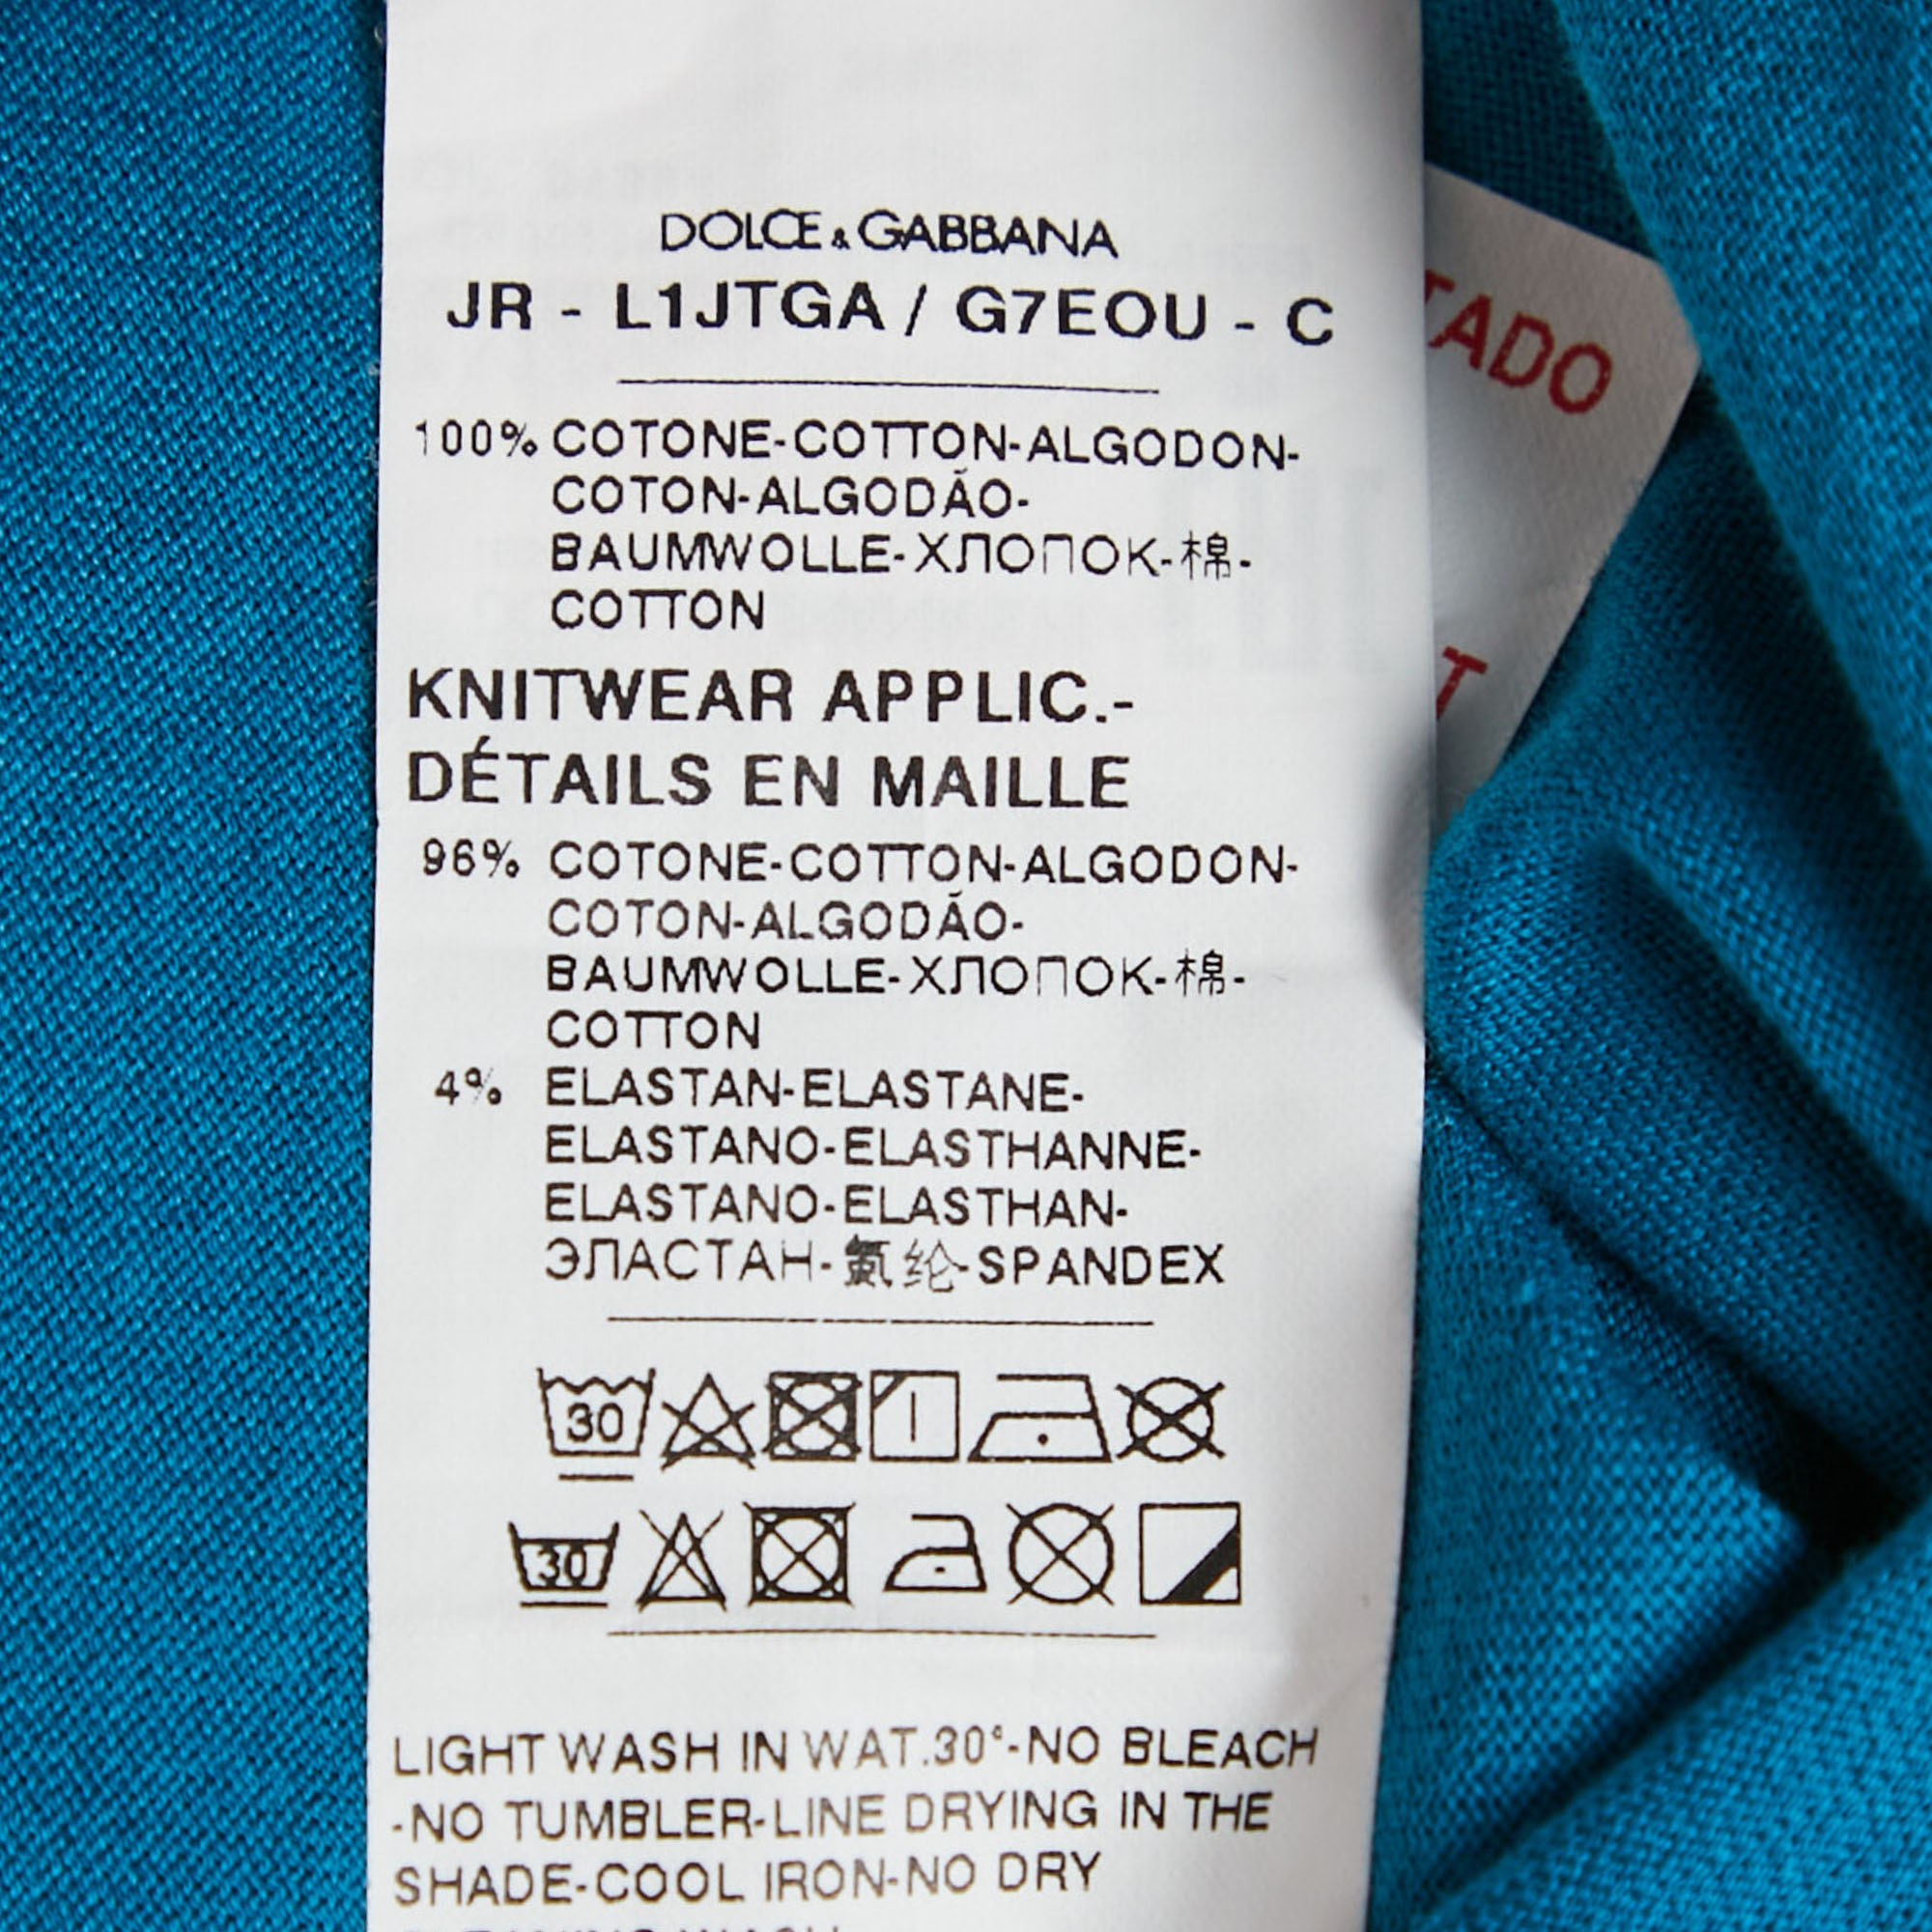 DOLCE & GABBANA
JR - L1JTGA / G7EOU - C
100% COTONE-COTTON-ALGODON-
COTON-ALGODÃO-
BAUMWOLLE-ХЛОПОК-棉-
COTTON
KNITWEAR APPLIC.-
DÉTAILS EN MAILLE
96% COTONE-COTTON-ALGODON-
COTON-ALGODÃO-
BAUMWOLLE-ХЛОПОК-棉-
COTTON
4% ELASTAN-ELASTANE-
ELASTANO-ELASTHANNE-
ELASTANO-ELASTHAN-
ЭЛАСТАН-氨纶-SPANDEX
30
30
LIGHT WASH IN WAT.30°-NO BLEACH
-NO TUMBLER-LINE DRYING IN THE
SHADE-COOL IRON-NO DRY
TADO
T